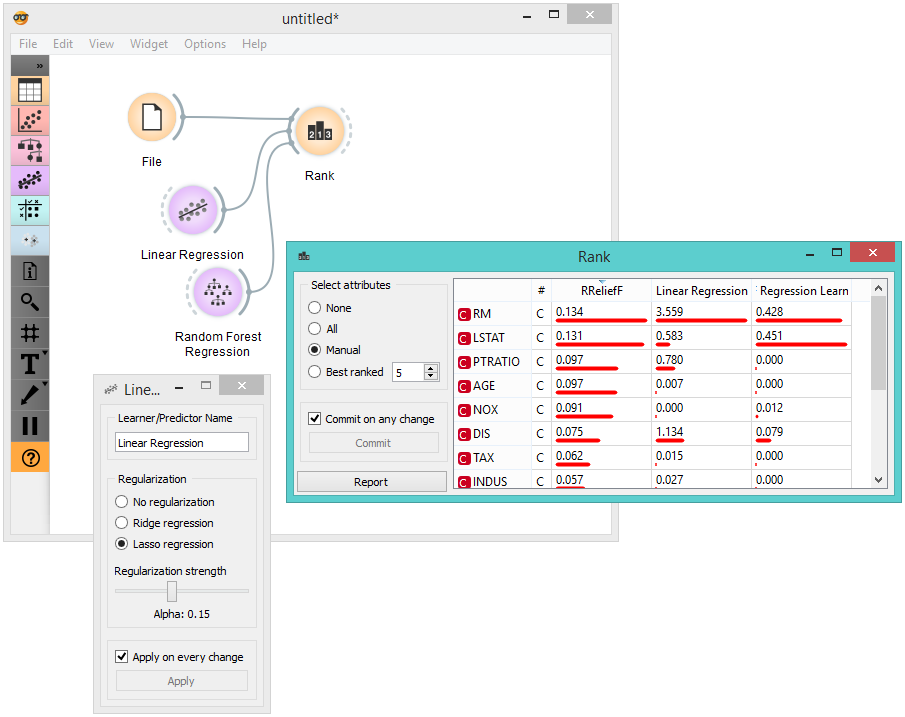 untitled*
File Edit View Widget Options Help
»
File
2 1 3
Rank
Linear Regression
Random Forest
Regression
T
?
Rank
Select attributes
None
All
Manual
Best ranked 5
Commit on any change
Commit
Report
# RReliefF Linear Regression Regression Learn
C RM C 0.134 3.559 0.428
C LSTAT C 0.131 0.583 0.451
C PTRATIO C 0.097 0.780 0.000
C AGE C 0.097 0.007 0.000
C NOX C 0.091 0.000 0.012
C DIS C 0.075 1.134 0.079
C TAX C 0.062 0.015 0.000
C INDUS C 0.057 0.027 0.000
Line...
Learner/Predictor Name
Linear Regression
Regularization
No regularization
Ridge regression
Lasso regression
Regularization strength
Alpha: 0.15
Apply on every change
Apply